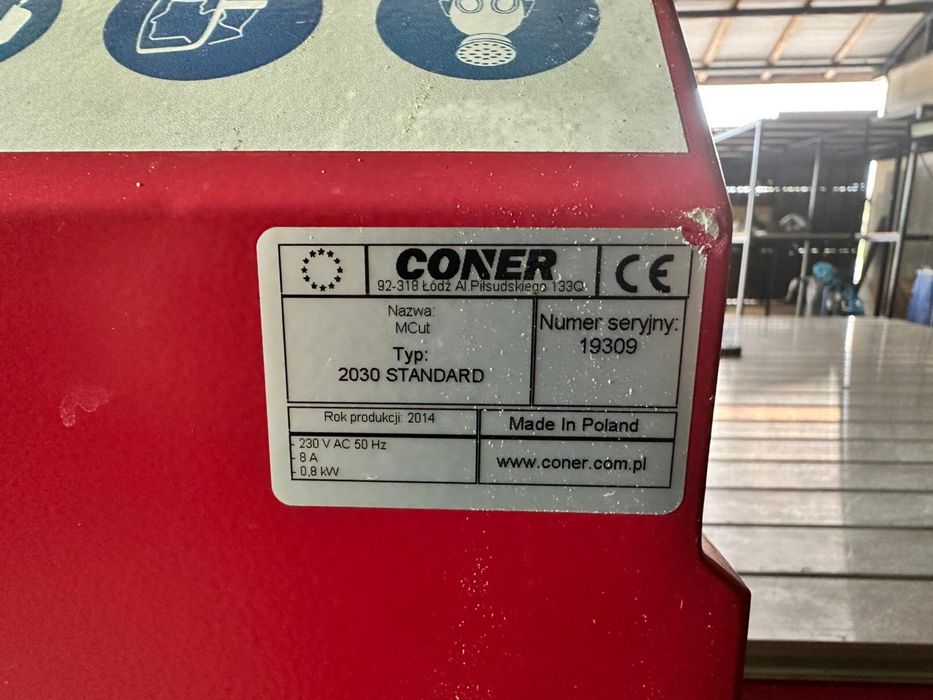 CONER
92-318 Łódź Al.Piłsudskiego 133Q
CE
Nazwa:
MCut
Typ:
2030 STANDARD
Numer seryjny:
19309
Rok produkcji: 2014
- 230 V AC 50 Hz
- 8 A
- 0,8 kW
Made In Poland
www.coner.com.pl